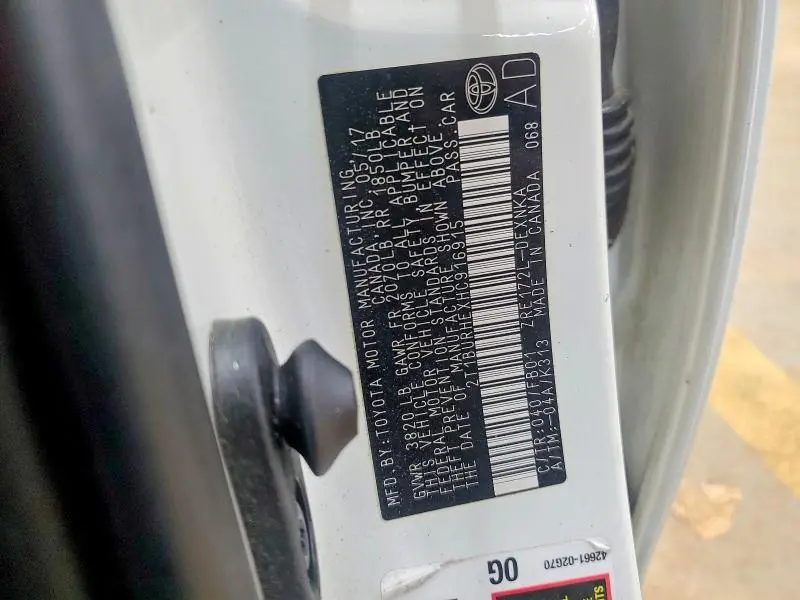 MFD BY: TOYOTA MOTOR MANUFACTURING,
CANADA, INC. 05/17
GVWR 3820 LB GAWR FR 2070LB RR 1850LB
THIS VEHICLE CONFORMS TO ALL APPLICABLE
FEDERAL MOTOR VEHICLE SAFETY, BUMPER, AND
THEFT PREVENTION STANDARDS IN EFFECT ON
THE DATE OF MANUFACTURE SHOWN ABOVE.
PASS.CAR
C/TR:040/FB01 ZRE172L-DEXNKA
A/TM:-04A/K313 MADE IN CANADA 068
AD
42661-02G70
0G